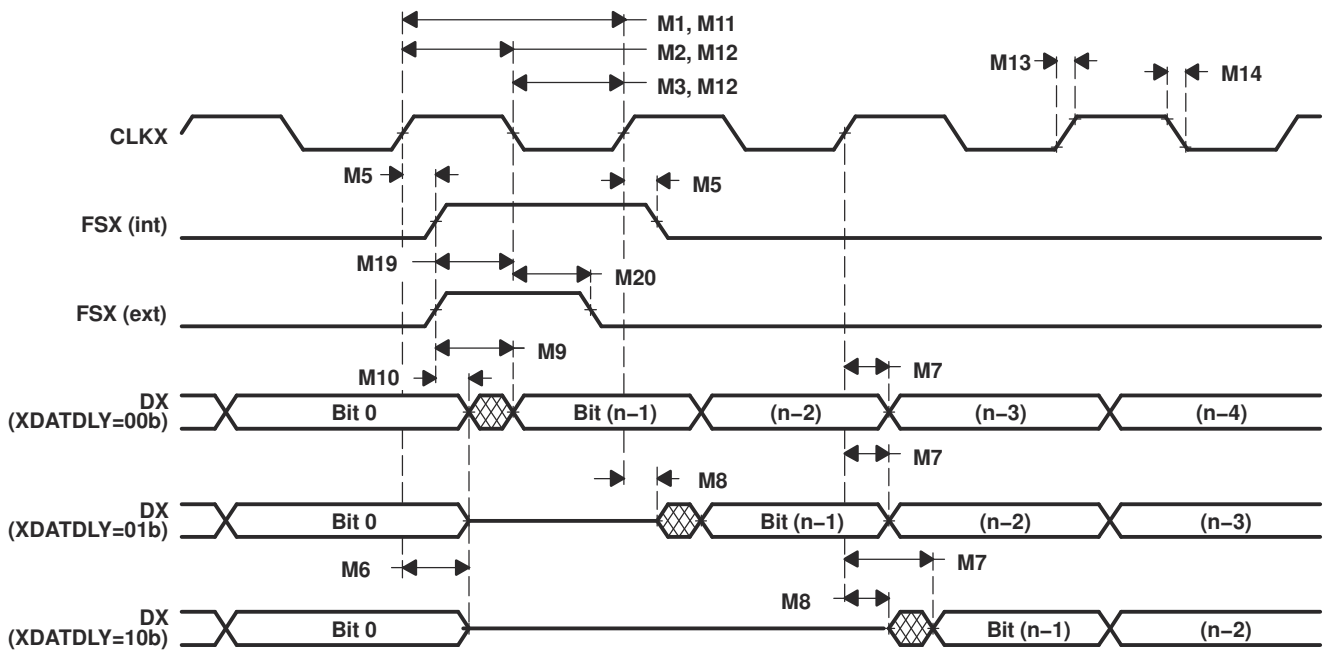 M1, M11
M2, M12
M3, M12
M13
M14
CLKX
M5
M5
FSX (int)
M19
M20
FSX (ext)
M9
M10
M7
DX
(XDATDLY=00b)
Bit 0
Bit (n−1)
(n−2)
(n−3)
(n−4)
M7
M8
DX
(XDATDLY=01b)
Bit 0
Bit (n−1)
(n−2)
(n−3)
M6
M7
M8
DX
(XDATDLY=10b)
Bit 0
Bit (n−1)
(n−2)